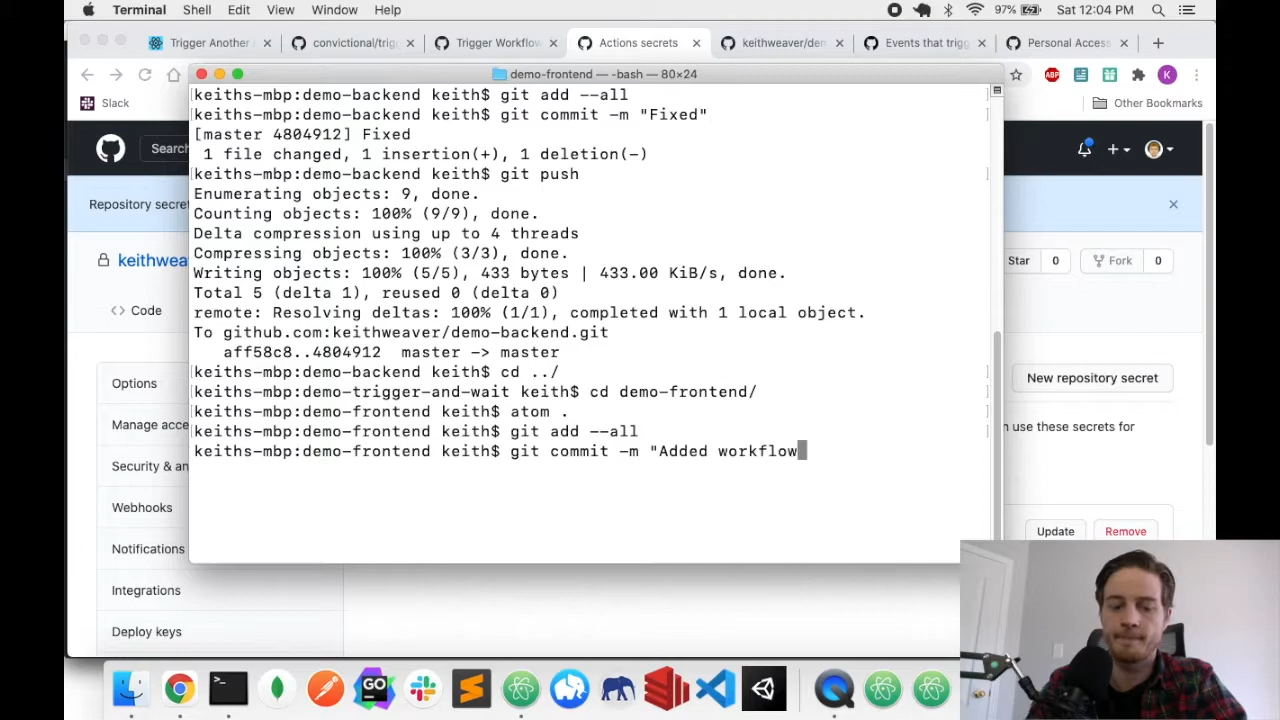 Terminal Shell Edit View Window Help 97% Sat 12:04 PM
Trigger Another convictional/trig Trigger Workflow Actions secrets keithweaver/dem Events that trigg Personal Access
demo-frontend — -bash — 80×24
ABP K
Slack Other Bookmarks
keiths-mbp:demo-backend keith$ git add --all
keiths-mbp:demo-backend keith$ git commit -m "Fixed"
[master 4804912] Fixed
1 file changed, 1 insertion(+), 1 deletion(-)
keiths-mbp:demo-backend keith$ git push
Enumerating objects: 9, done.
Counting objects: 100% (9/9), done.
Delta compression using up to 4 threads
Compressing objects: 100% (3/3), done.
Writing objects: 100% (5/5), 433 bytes | 433.00 KiB/s, done.
Total 5 (delta 1), reused 0 (delta 0)
remote: Resolving deltas: 100% (1/1), completed with 1 local object.
To github.com:keithweaver/demo-backend.git
aff58c8..4804912 master -> master
keiths-mbp:demo-backend keith$ cd ../
keiths-mbp:demo-trigger-and-wait keith$ cd demo-frontend/
keiths-mbp:demo-frontend keith$ atom .
keiths-mbp:demo-frontend keith$ git add --all
keiths-mbp:demo-frontend keith$ git commit -m "Added workflow
Search
Repository secre
keithwea
Star 0 Fork 0
<> Code
Options
New repository secret
Manage acce
n use these secrets for
Security & an
Webhooks
Update Remove
Notifications
Integrations
Deploy keys
GO